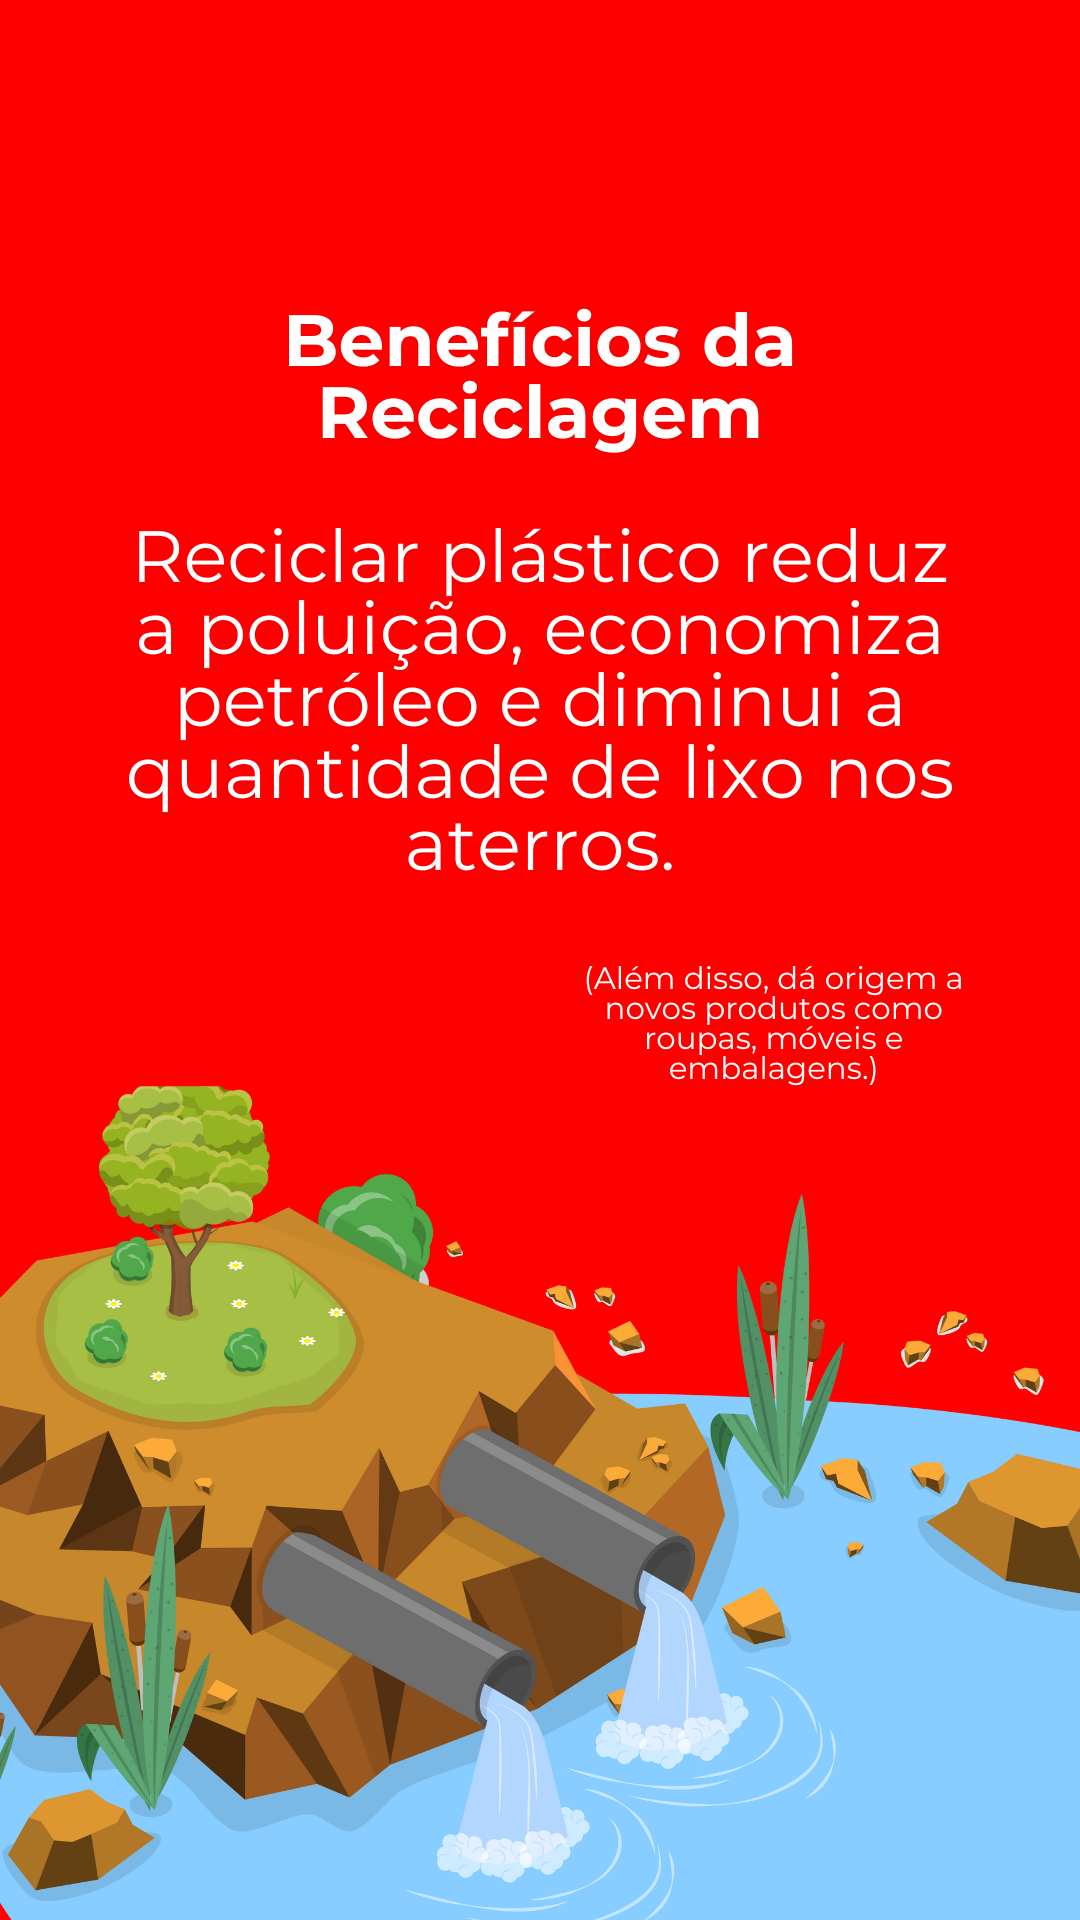 Benefícios da
Reciclagem
Reciclar plástico reduz
a poluição, economiza
petróleo e diminui a
quantidade de lixo nos
aterros.
(Além disso, dá origem a
novos produtos como
roupas, móveis e
embalagens.)